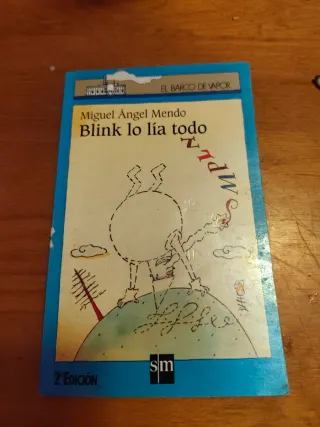 EL BARCO DE VAPOR
Miguel Ángel Mendo
Blink lo lía todo
sm
2ª EDICIÓN